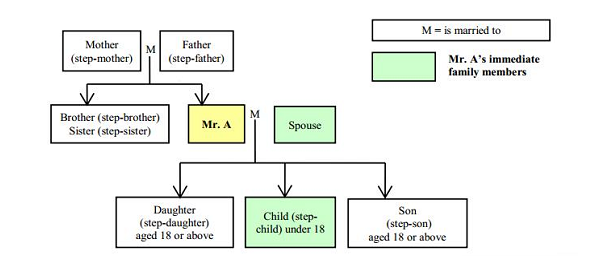 M = is married to
Mother
(step-mother)
M
Father
(step-father)
Mr. A's immediate
family members
Brother (step-brother)
Sister (step-sister)
Mr. A
M
Spouse
Daughter
(step-daughter)
aged 18 or above
Child (step-
child) under 18
Son
(step-son)
aged 18 or above